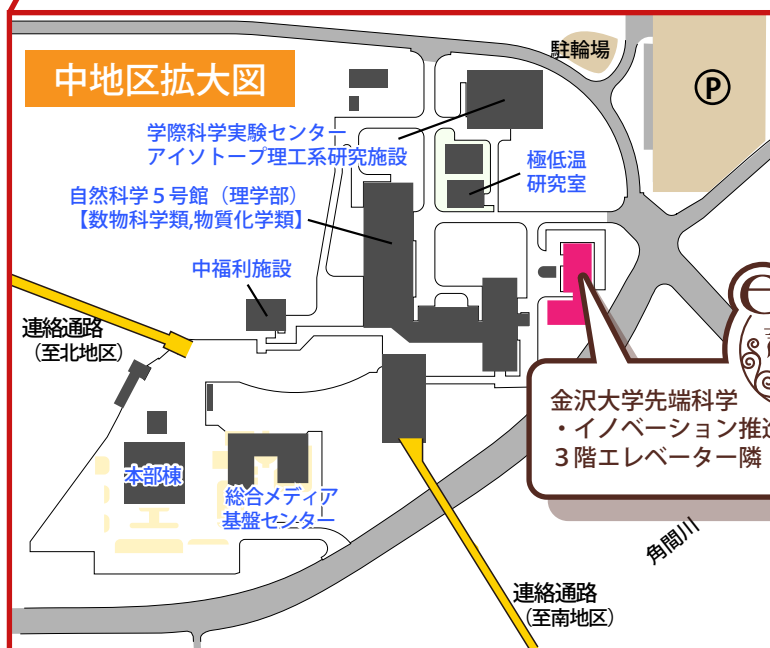 中地区拡大図
駐輪場
P
学際科学実験センター
アイソトープ理工系研究施設
極低温
研究室
自然科学５号館（理学部）
【数物科学類,物質化学類】
中福利施設
連絡通路
（至北地区）
金沢大学先端科学
・イノベーション推進
３階エレベーター隣
本部棟
総合メディア
基盤センター
角間川
連絡通路
（至南地区）